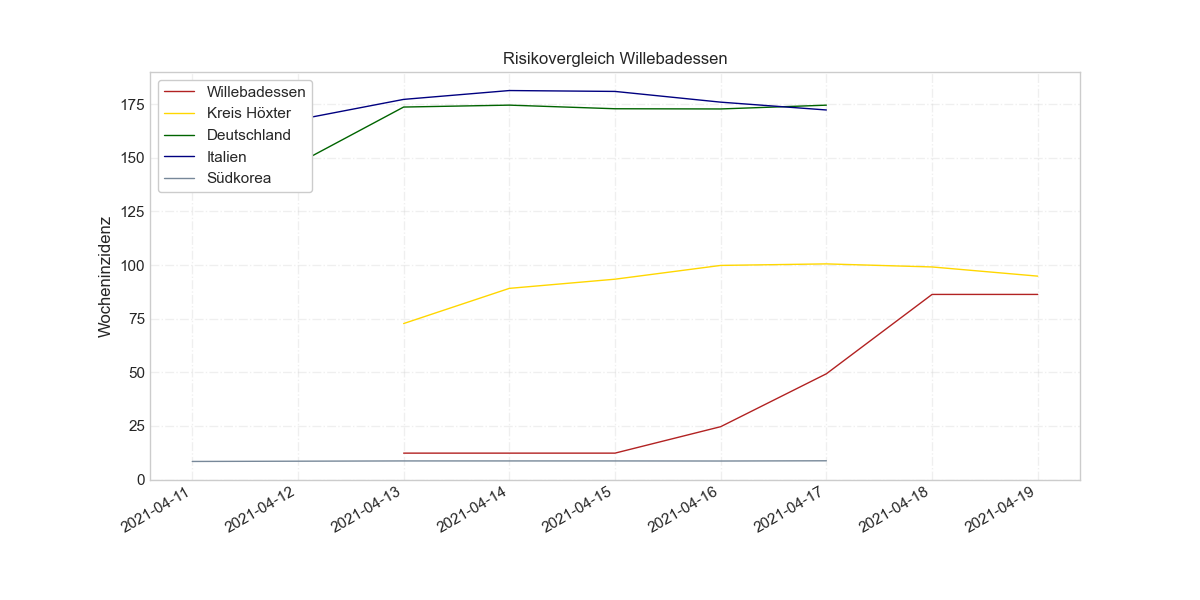 Risikovergleich Willebadessen
Willebadessen
Kreis Höxter
Deutschland
Italien
Südkorea
Wocheninzidenz
175
150
125
100
75
50
25
0
2021-04-11
2021-04-12
2021-04-13
2021-04-14
2021-04-15
2021-04-16
2021-04-17
2021-04-18
2021-04-19